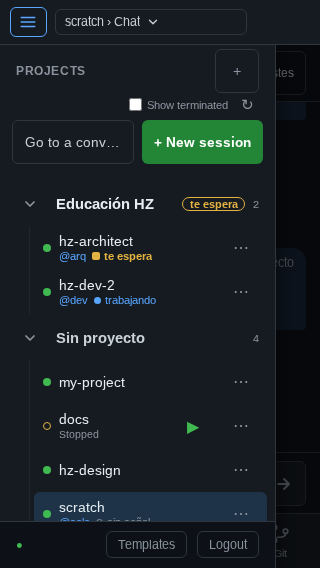 scratch › Chat
PROJECTS
+
Show terminated ↻
Go to a conv…
+ New session
Educación HZ te espera 2
hz-architect
@arq te espera
hz-dev-2
@dev trabajando
Sin proyecto 4
my-project
docs
Stopped
hz-design
scratch
Templates
Logout
Git